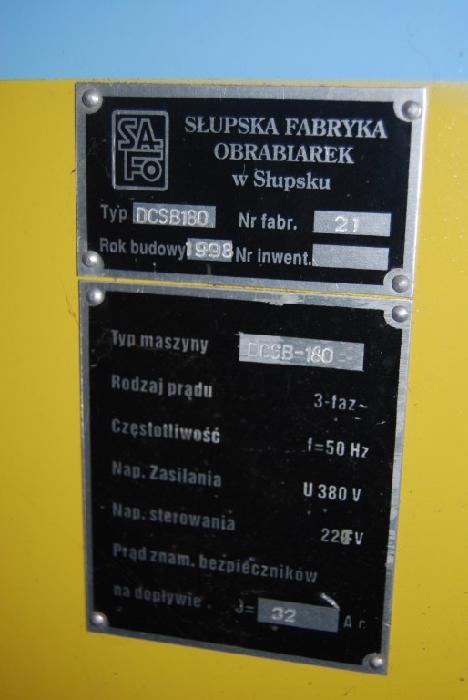 SA
FO
SŁUPSKA FABRYKA
OBRABIAREK
w Słupsku
Typ DCSB180 Nr fabr. 21
Rok budowy 1998 Nr inwent.
Typ maszyny DCSB-180
Rodzaj prądu 3-faz~
Częstotliwość f=50 Hz
Nap. Zasilania U 380 V
Nap. sterowania V
Prąd znam. bezpieczników
na dopływie J= 32 A